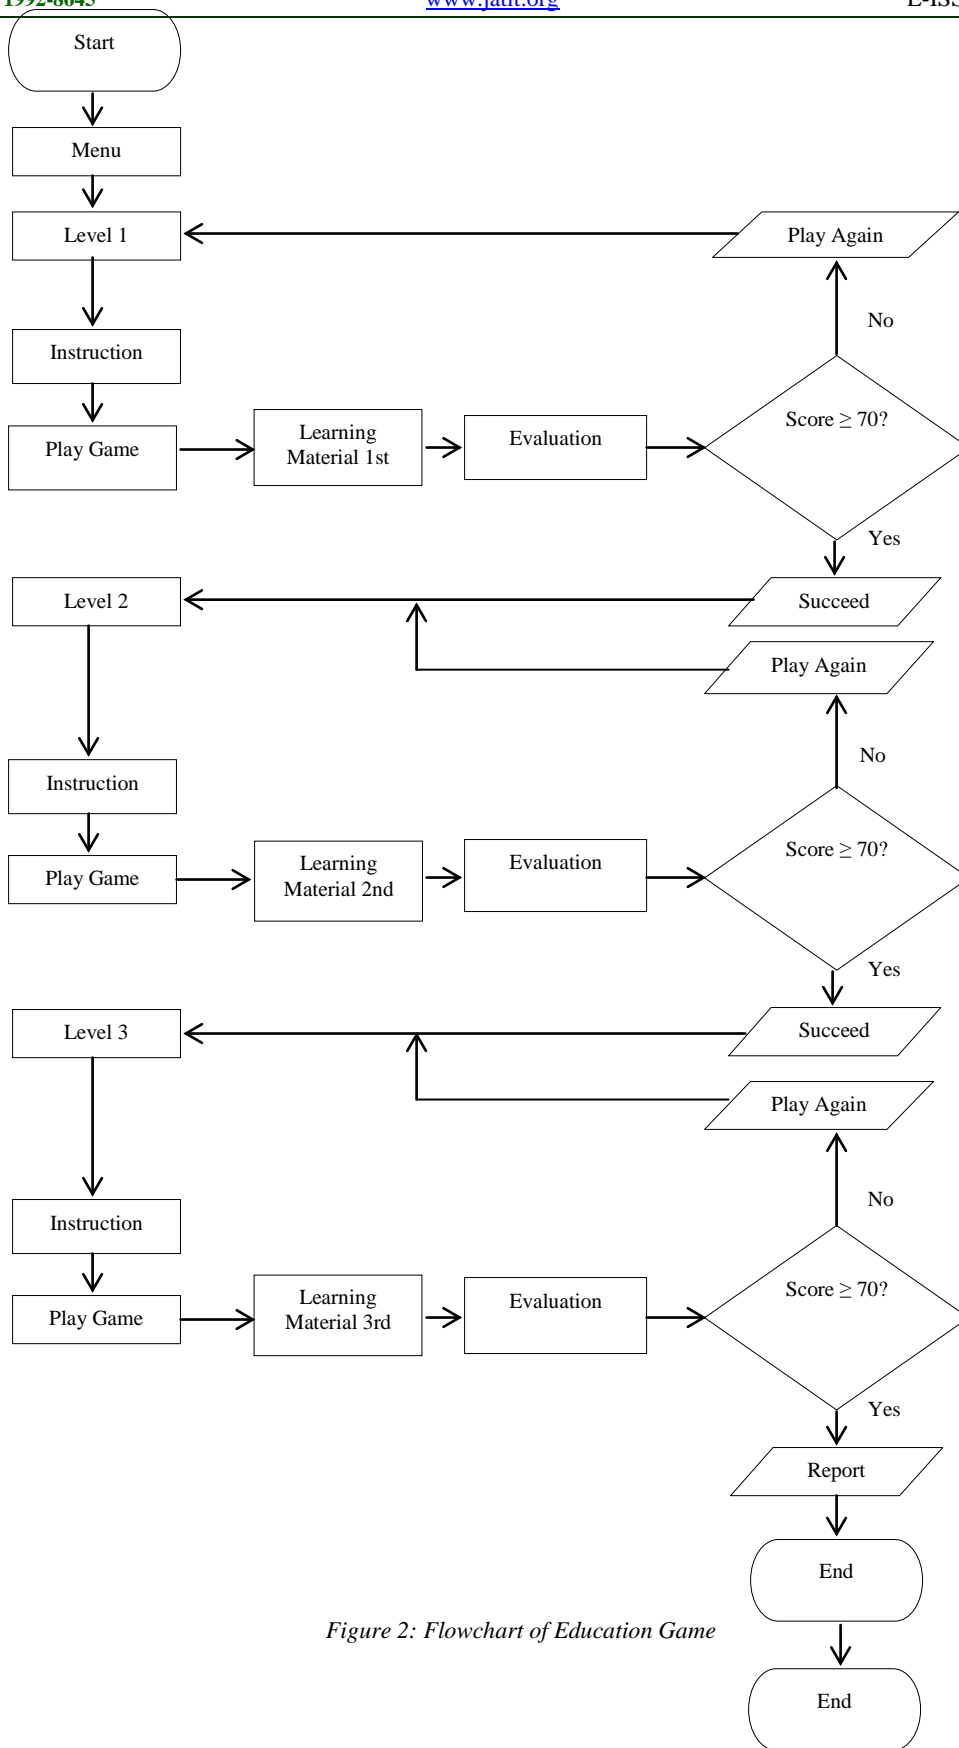 1992-8645 www.jatit.org E-ISS
Start
Menu
Level 1
Play Again
No
Instruction
Score ≥ 70?
Play Game
Learning
Material 1st
Evaluation
Yes
Level 2
Succeed
Play Again
No
Instruction
Score ≥ 70?
Play Game
Learning
Material 2nd
Evaluation
Yes
Level 3
Succeed
Play Again
No
Instruction
Score ≥ 70?
Play Game
Learning
Material 3rd
Evaluation
Yes
Report
End
Figure 2: Flowchart of Education Game
End